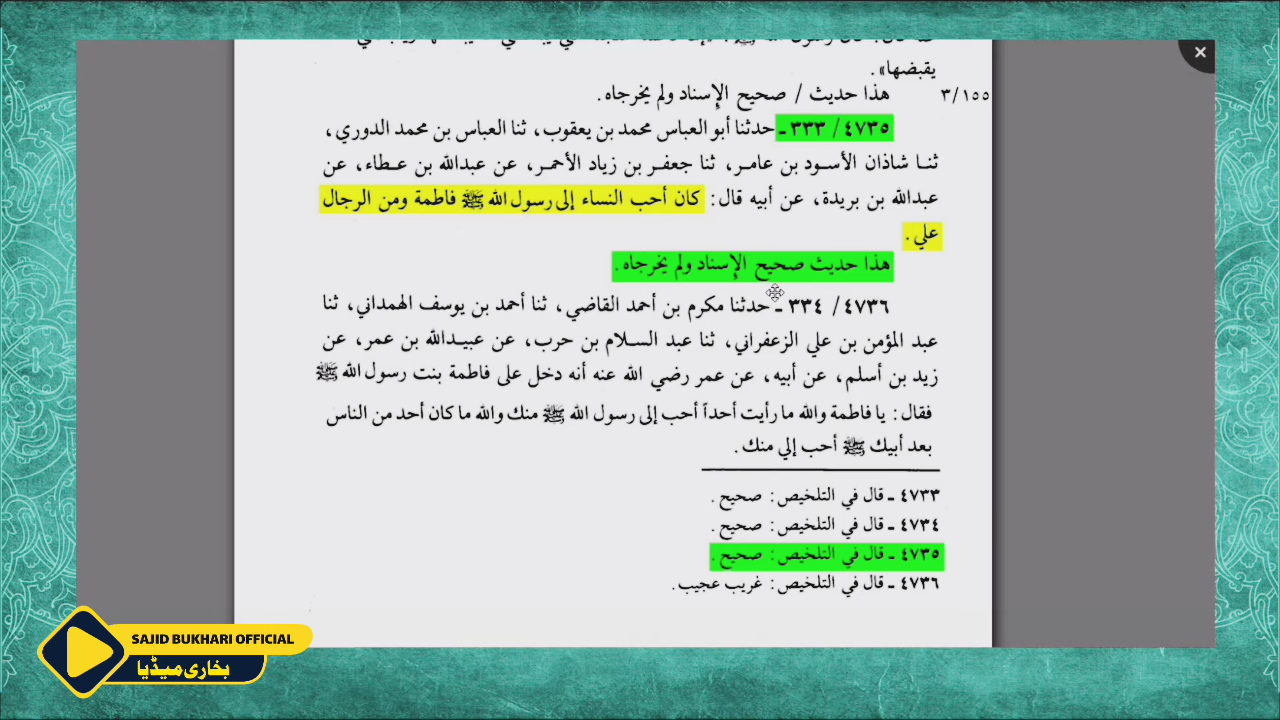 يقبضها» .
٣/١٥٥ هذا حديث / صحيح الإِسناد ولم يخرجاه .
٤٧٣٥ / ٣٣٣ ـ حدثنا أبو العباس محمد بن يعقوب، ثنا العباس بن محمد الدوري،
ثنا شاذان الأسود بن عامر، ثنا جعفر بن زياد الأحمر، عن عبدالله بن عطاء، عن
عبدالله بن بريدة، عن أبيه قال: كان أحب النساء إلى رسول الله ﷺ فاطمة ومن الرجال
علي .
هذا حديث صحيح الإِسناد ولم يخرجاه .
٤٧٣٦ / ٣٣٤ ـ حدثنا مكرم بن أحمد القاضي، ثنا أحمد بن يوسف الهمداني، ثنا
عبد المؤمن بن علي الزعفراني، ثنا عبد السلام بن حرب، عن عبيدالله بن عمر، عن
زيد بن أسلم، عن أبيه، عن عمر رضي الله عنه أنه دخل على فاطمة بنت رسول الله ﷺ
فقال: يا فاطمة والله ما رأيت أحداً أحب إلى رسول الله ﷺ منك والله ما كان أحد من الناس
بعد أبيك ﷺ أحب إلي منك .
٤٧٣٣ ـ قال في التلخيص: صحيح .
٤٧٣٤ ـ قال في التلخيص: صحيح .
٤٧٣٥ ـ قال في التلخيص: صحيح .
٤٧٣٦ ـ قال في التلخيص: غريب عجيب .
SAJID BUKHARI OFFICIAL
بخاری میڈیا